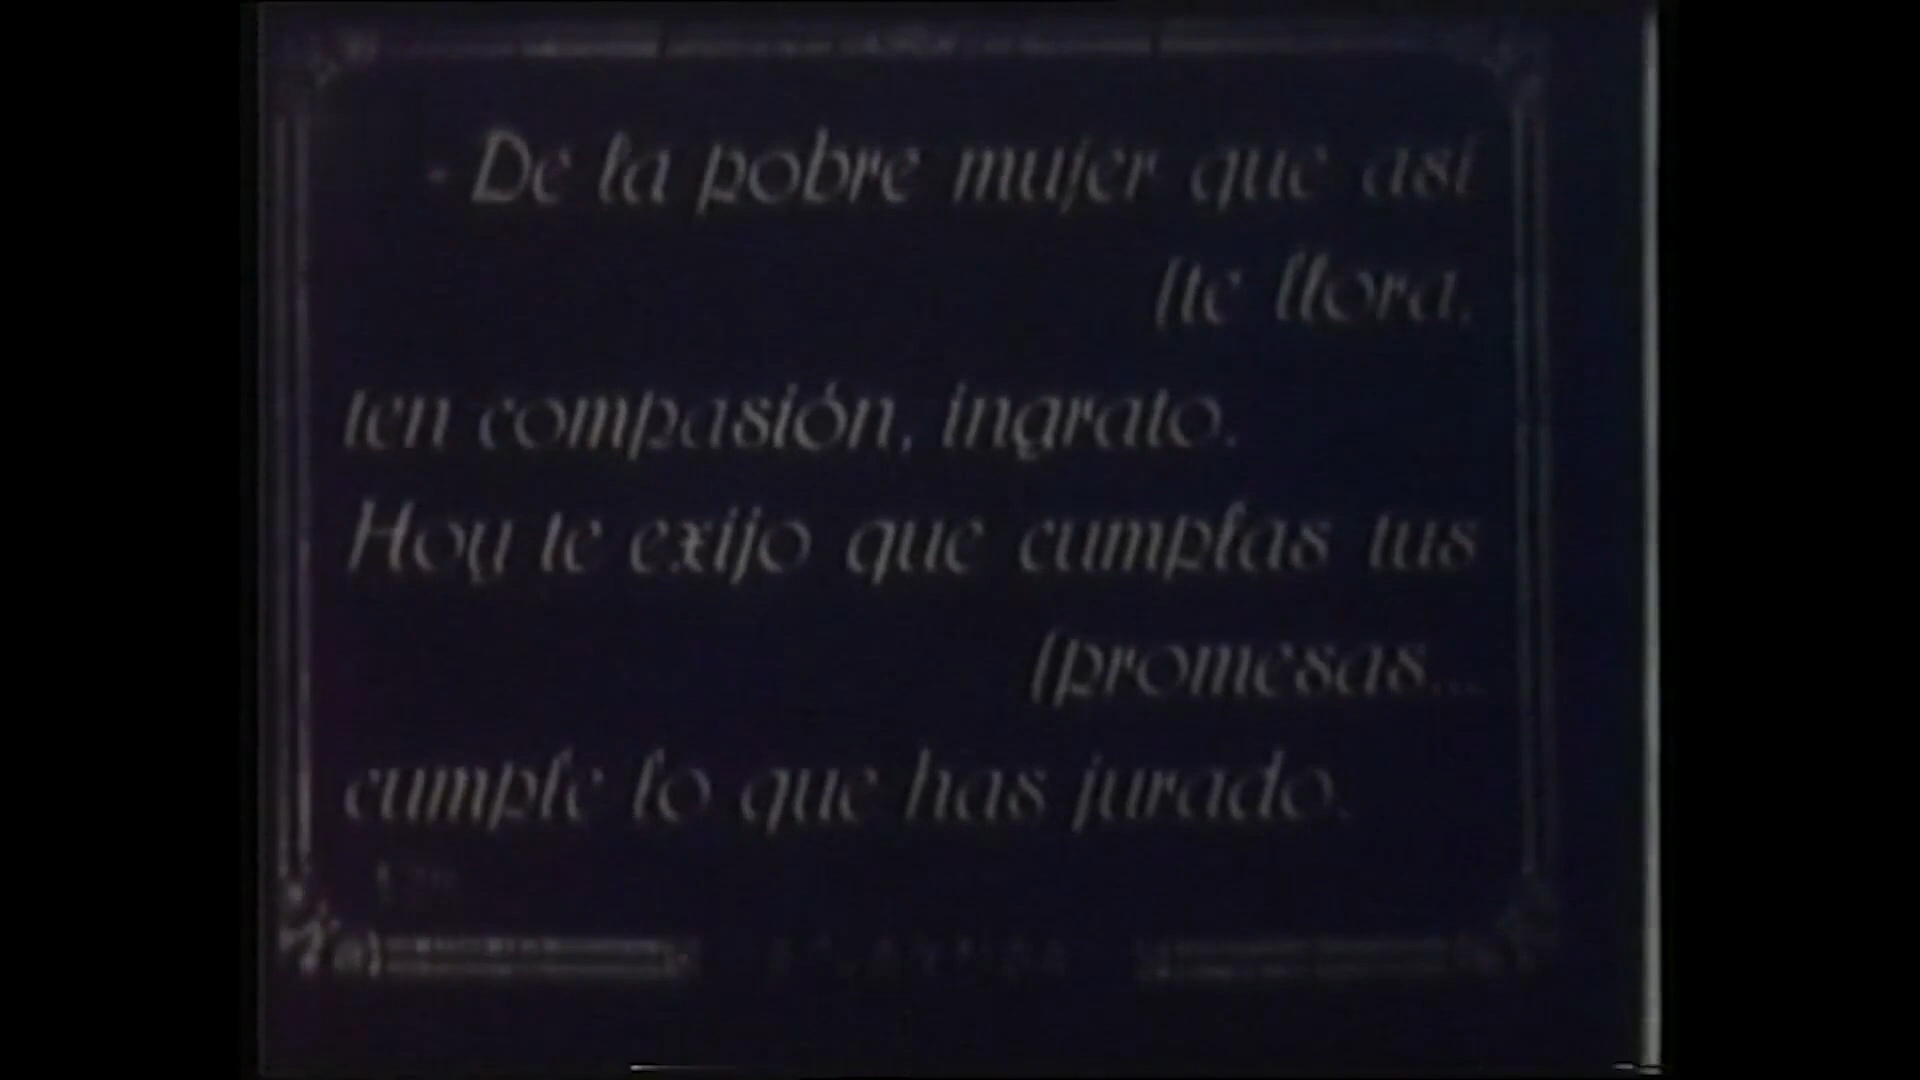 - De la pobre mujer que así
(te llora,
ten compasión, ingrato.
Hoy te exijo que cumplas tus
(promesas...
cumple lo que has jurado.